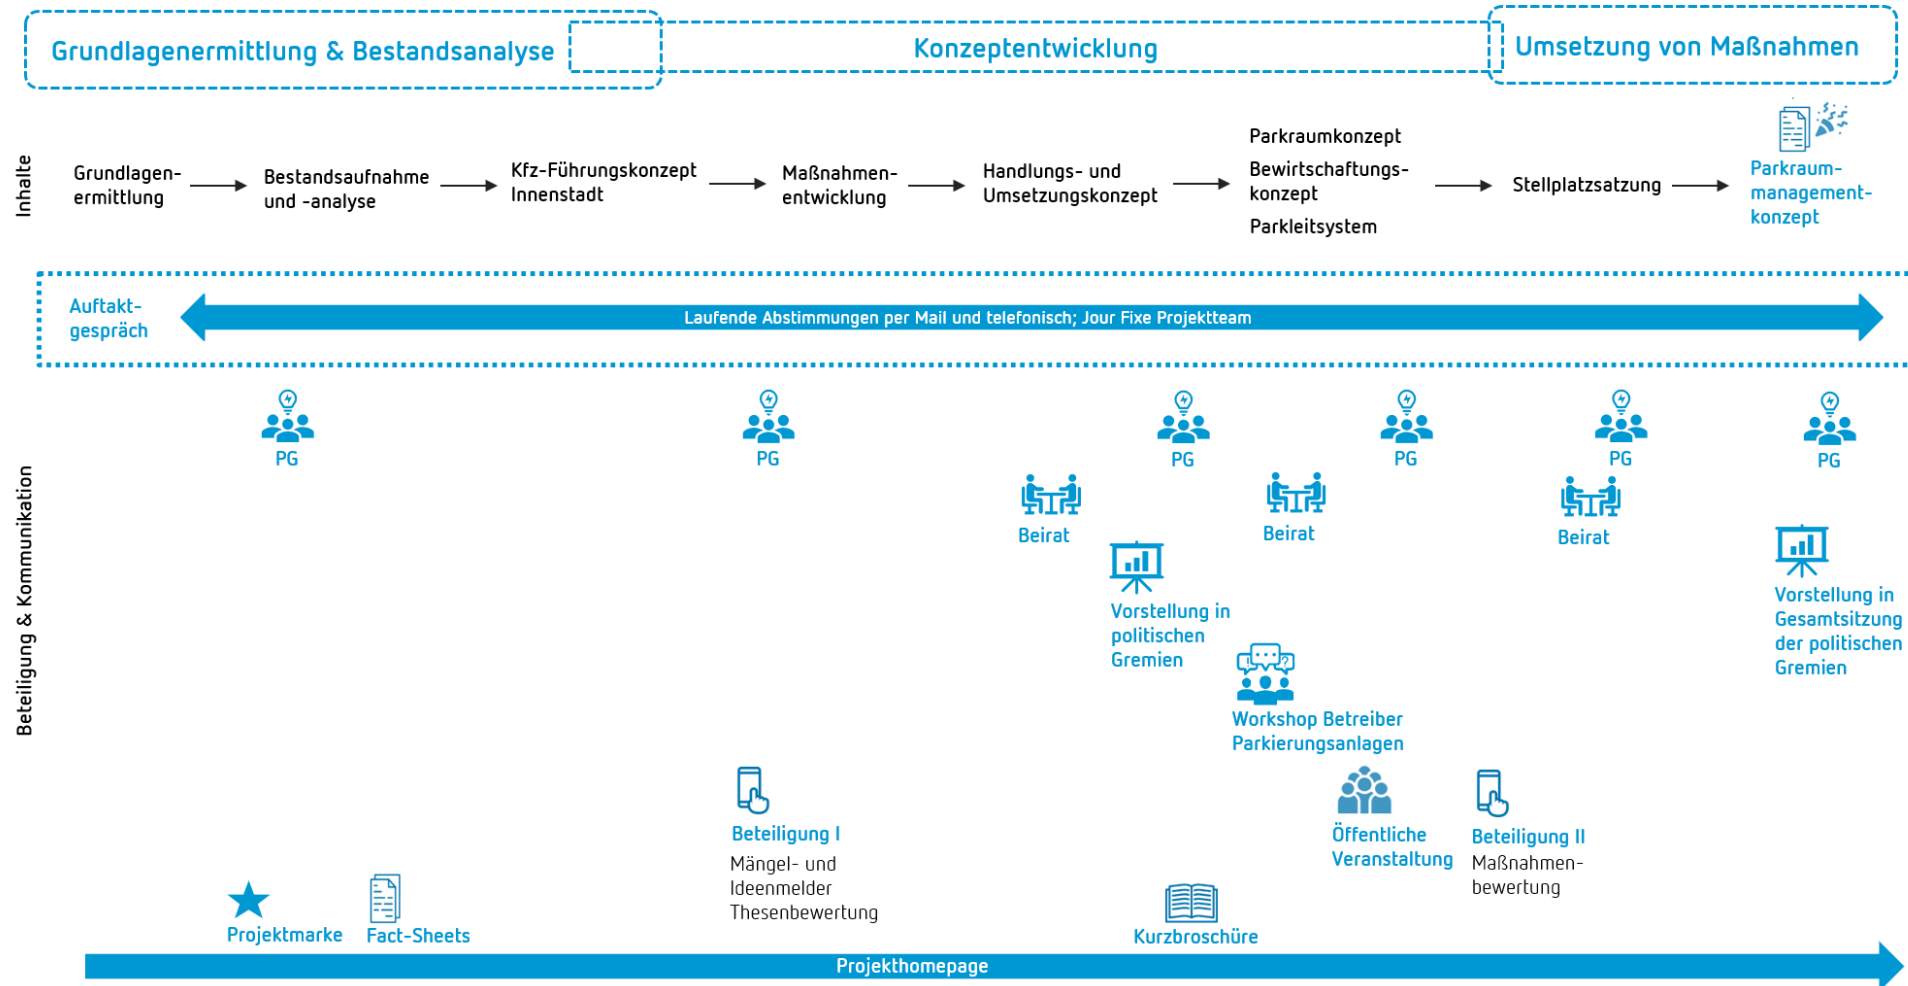 Grundlagenermittlung & Bestandsanalyse
Konzeptentwicklung
Umsetzung von Maßnahmen
Inhalte
Grundlagen-
ermittlung
Bestandsaufnahme
und -analyse
Kfz-Führungskonzept
Innenstadt
Maßnahmen-
entwicklung
Handlungs- und
Umsetzungskonzept
Parkraumkonzept
Bewirtschaftungs-
konzept
Parkleitsystem
Stellplatzsatzung
Parkraum-
management-
konzept
Auftakt-
gespräch
Laufende Abstimmungen per Mail und telefonisch; Jour Fixe Projektteam
Beteiligung & Kommunikation
PG
PG
PG
PG
PG
PG
Beirat
Beirat
Beirat
Vorstellung in
politischen
Gremien
Vorstellung in
Gesamtsitzung
der politischen
Gremien
Workshop Betreiber
Parkierungsanlagen
Beteiligung I
Mängel- und
Ideenmelder
Thesenbewertung
Öffentliche
Veranstaltung
Beteiligung II
Maßnahmen-
bewertung
Projektmarke
Fact-Sheets
Kurzbroschüre
Projekthomepage